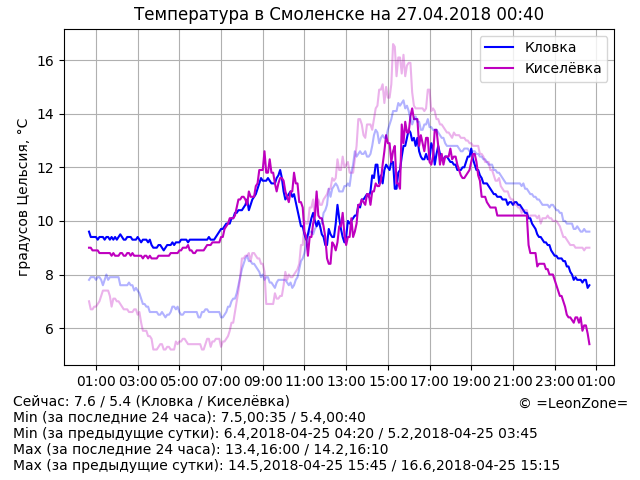 Температура в Смоленске на 27.04.2018 00:40
градусов Цельсия, °C
16
14
12
10
8
6
Кловка
Киселёвка
01:00 03:00 05:00 07:00 09:00 11:00 13:00 15:00 17:00 19:00 21:00 23:00 01:00
Сейчас: 7.6 / 5.4 (Кловка / Киселёвка)
© =LeonZone=
Min (за последние 24 часа): 7.5,00:35 / 5.4,00:40
Min (за предыдущие сутки): 6.4,2018-04-25 04:20 / 5.2,2018-04-25 03:45
Max (за последние 24 часа): 13.4,16:00 / 14.2,16:10
Max (за предыдущие сутки): 14.5,2018-04-25 15:45 / 16.6,2018-04-25 15:15